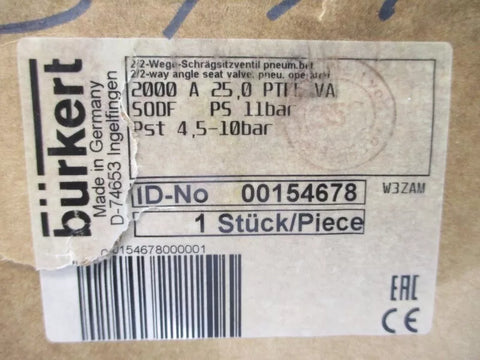 bürkert
Made in Germany
D-74653 Ingelfingen
2/2-Wege-Schrägsitzventil pneum.bet
2/2-way angle seat valve, pneu. operated
2000 A 25,0 PTFE VA
SODF PS 11bar
Pst 4,5-10bar
ID-No 00154678
W3ZAM
1 Stück/Piece
154678000001
EAC
CE